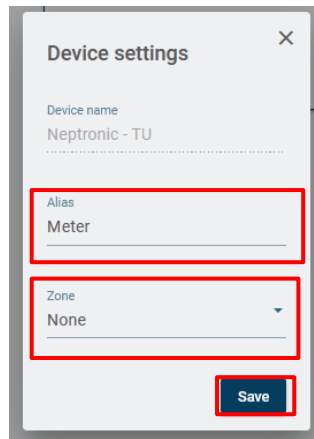 Device settings
Device name
Neptronic - TU
Alias
Meter
Zone
None
Save